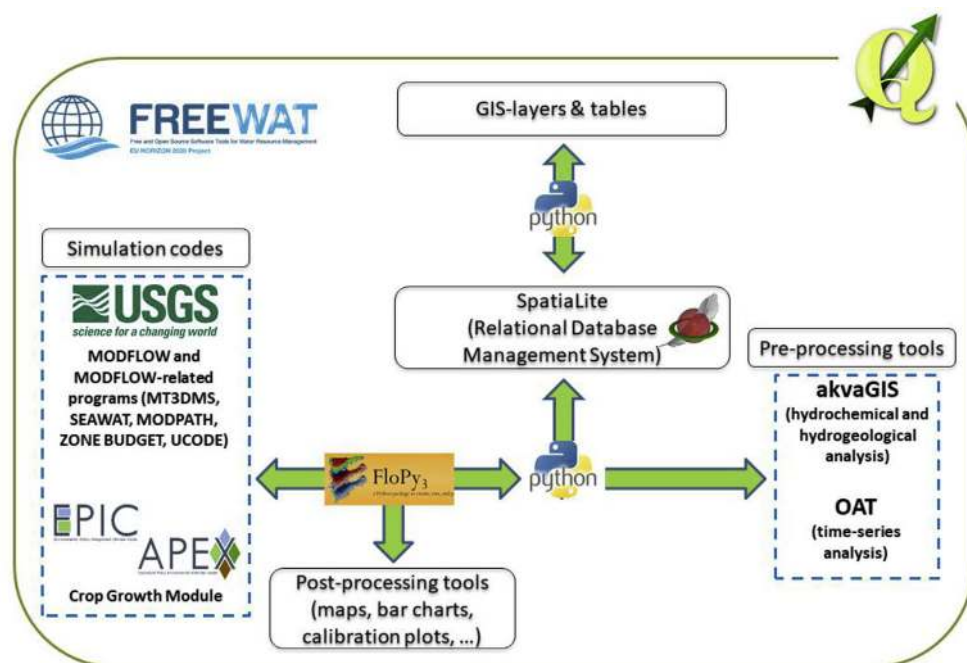 FREEWAT
Free and Open Source Software Tools for Water Resource Management
EU HORIZON 2020 Project
Q
GIS-layers & tables
python
Simulation codes
USGS
science for a changing world
MODFLOW and
MODFLOW-related
programs (MT3DMS,
SEAWAT, MODPATH,
ZONE BUDGET, UCODE)
EPIC
APEX
Crop Growth Module
SpatiaLite
(Relational Database
Management System)
Pre-processing tools
akvaGIS
(hydrochemical and
hydrogeological
analysis)
OAT
(time-series
analysis)
FloPy3
python
Post-processing tools
(maps, bar charts,
calibration plots, ...)